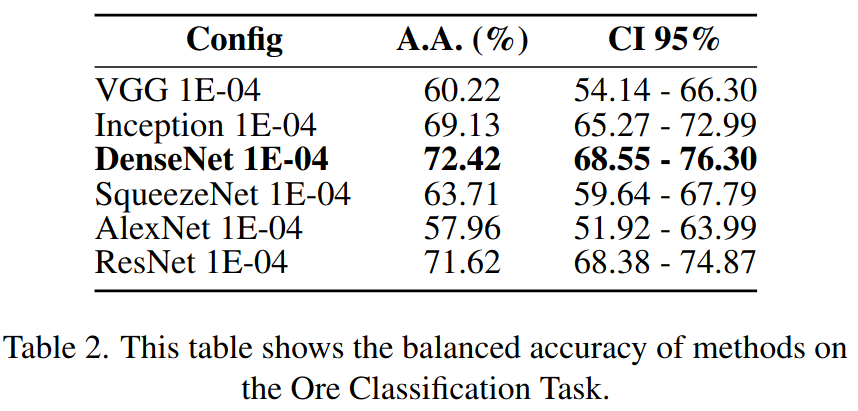 Config A.A. (%) CI 95%
VGG 1E-04 60.22 54.14 - 66.30
Inception 1E-04 69.13 65.27 - 72.99
DenseNet 1E-04 72.42 68.55 - 76.30
SqueezeNet 1E-04 63.71 59.64 - 67.79
AlexNet 1E-04 57.96 51.92 - 63.99
ResNet 1E-04 71.62 68.38 - 74.87
Table 2. This table shows the balanced accuracy of methods on
the Ore Classification Task.